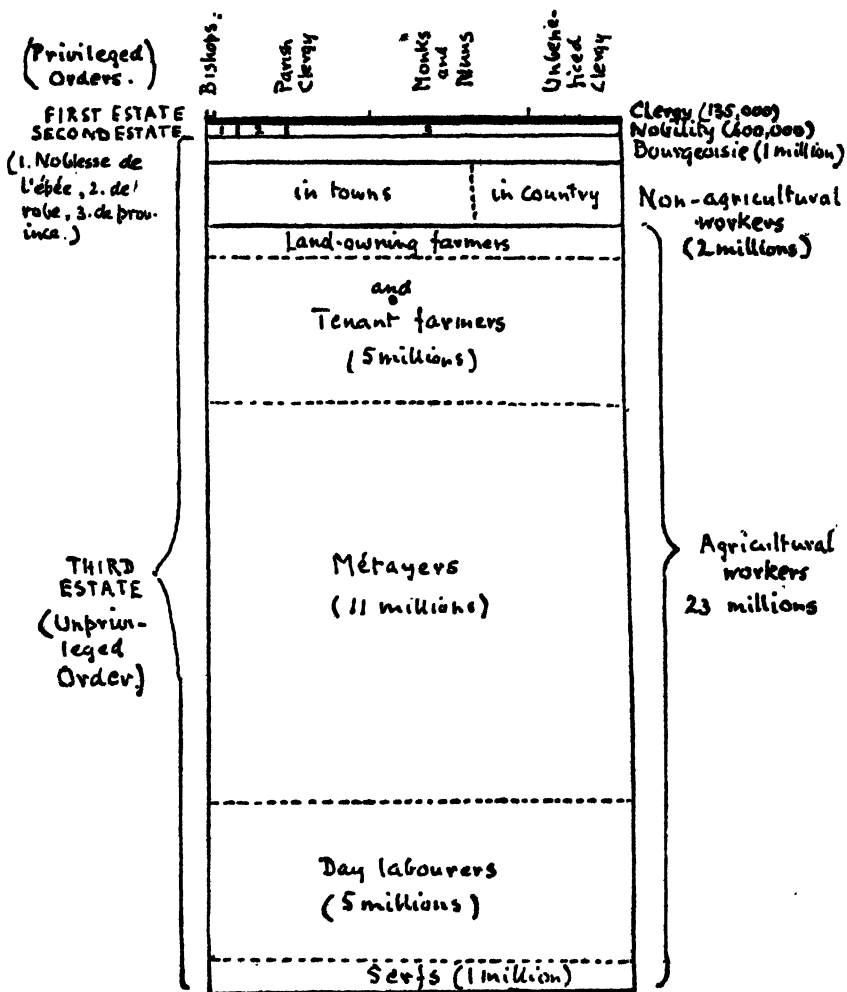 (Privileged
Orders.)
Bishops.
Parish
Clergy
Monks
and
Nuns
Unbene-
ficed
Clergy
FIRST ESTATE
SECOND ESTATE
Clergy (135,000)
Nobility (400,000)
Bourgeoisie (1 million)
1
2
3
(1. Noblesse de
l'épée, 2. de
robe, 3. de prov-
ince.)
in towns
in country
Non-agricultural
workers
(2 millions)
Land-owning farmers
and
Tenant farmers
(5 millions)
Métayers
(11 millions)
THIRD
ESTATE
(Unprivi-
leged
Order.)
Agricultural
workers
23 millions
Day labourers
(5 millions)
Serfs (1 million)